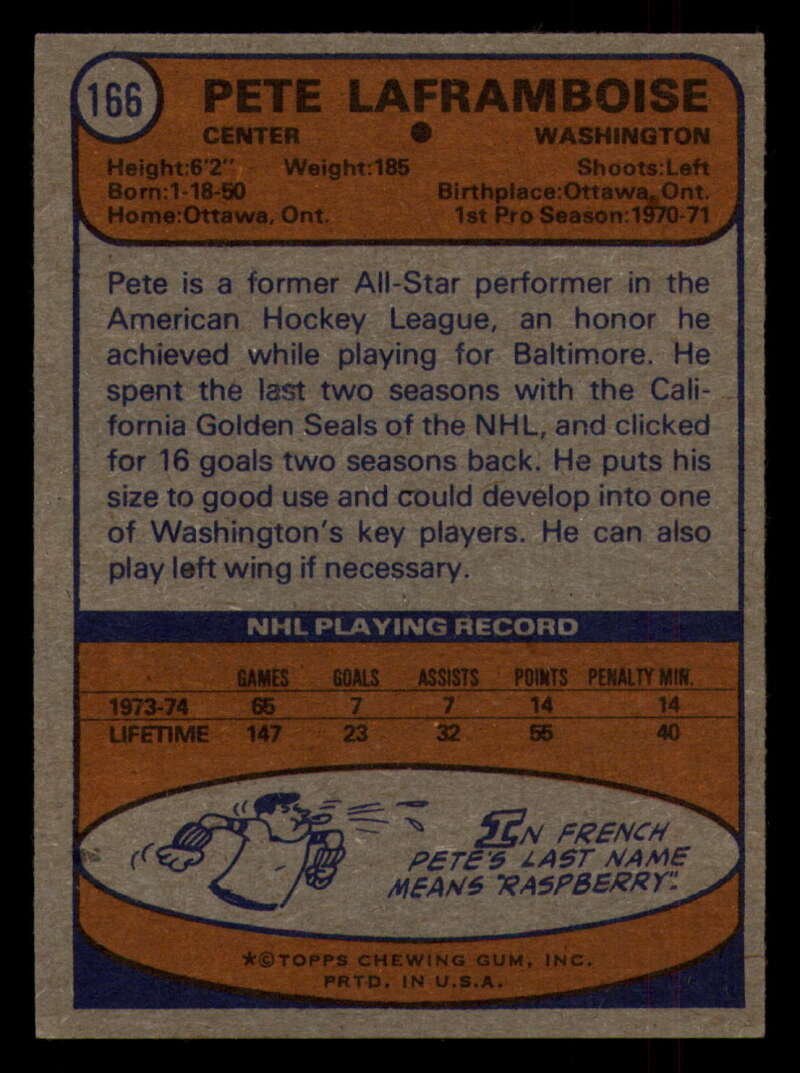 166
PETE LAFRAMBOISE
CENTER ● WASHINGTON
Height:6'2" Weight:185 Shoots:Left
Born:1-18-50 Birthplace:Ottawa, Ont.
Home:Ottawa, Ont. 1st Pro Season:1970-71
Pete is a former All-Star performer in the
American Hockey League, an honor he
achieved while playing for Baltimore. He
spent the last two seasons with the Cali-
fornia Golden Seals of the NHL, and clicked
for 16 goals two seasons back. He puts his
size to good use and could develop into one
of Washington's key players. He can also
play left wing if necessary.
NHL PLAYING RECORD
GAMES GOALS ASSISTS POINTS PENALTY MIN.
1973-74 65 7 7 14 14
LIFETIME 147 23 32 55 40
IN FRENCH
PETE'S LAST NAME
MEANS "RASPBERRY".
*©TOPPS CHEWING GUM, INC.
PRTD. IN U.S.A.